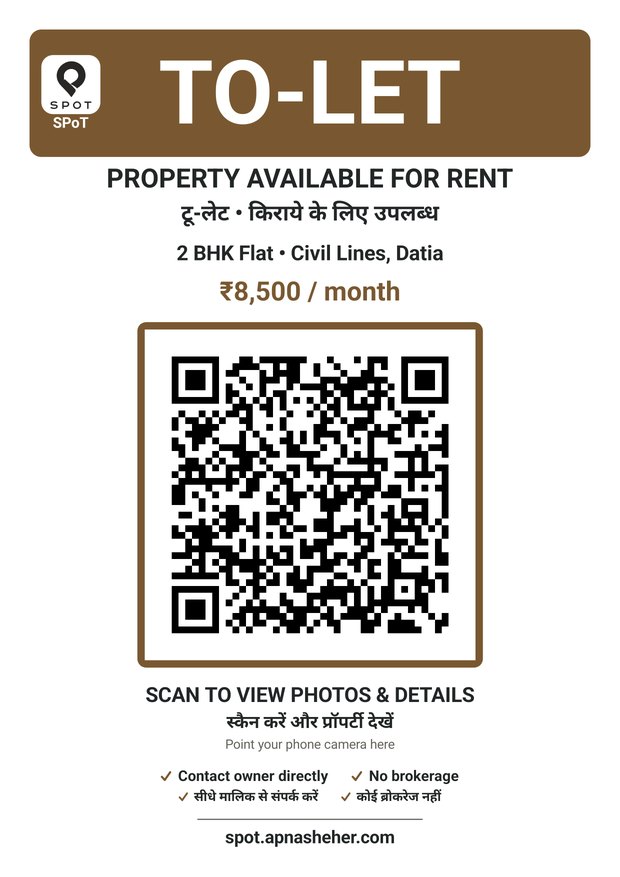 SPOT
SPoT
TO-LET
PROPERTY AVAILABLE FOR RENT
टू-लेट • किराये के लिए उपलब्ध
2 BHK Flat • Civil Lines, Datia
₹8,500 / month
SCAN TO VIEW PHOTOS & DETAILS
स्कैन करें और प्रॉपर्टी देखें
Point your phone camera here
✓ Contact owner directly ✓ No brokerage
✓ सीधे मालिक से संपर्क करें ✓ कोई ब्रोकरेज नहीं
spot.apnasheher.com